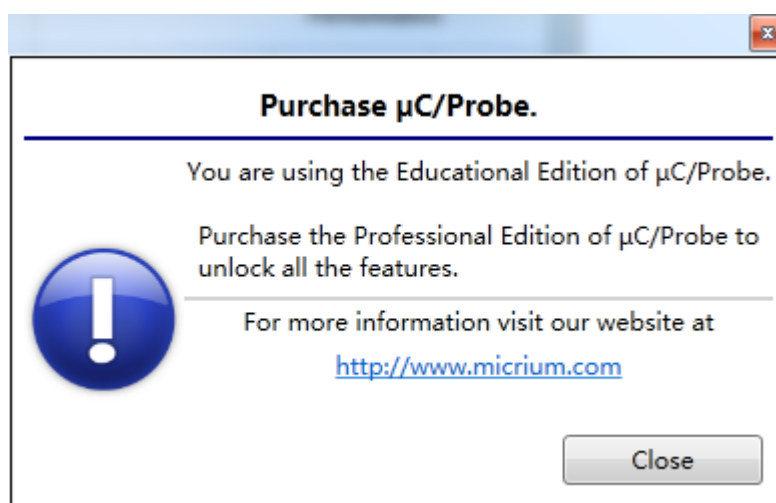 Purchase µC/Probe.
You are using the Educational Edition of µC/Probe.
Purchase the Professional Edition of µC/Probe to
unlock all the features.
For more information visit our website at
http://www.micrium.com
Close